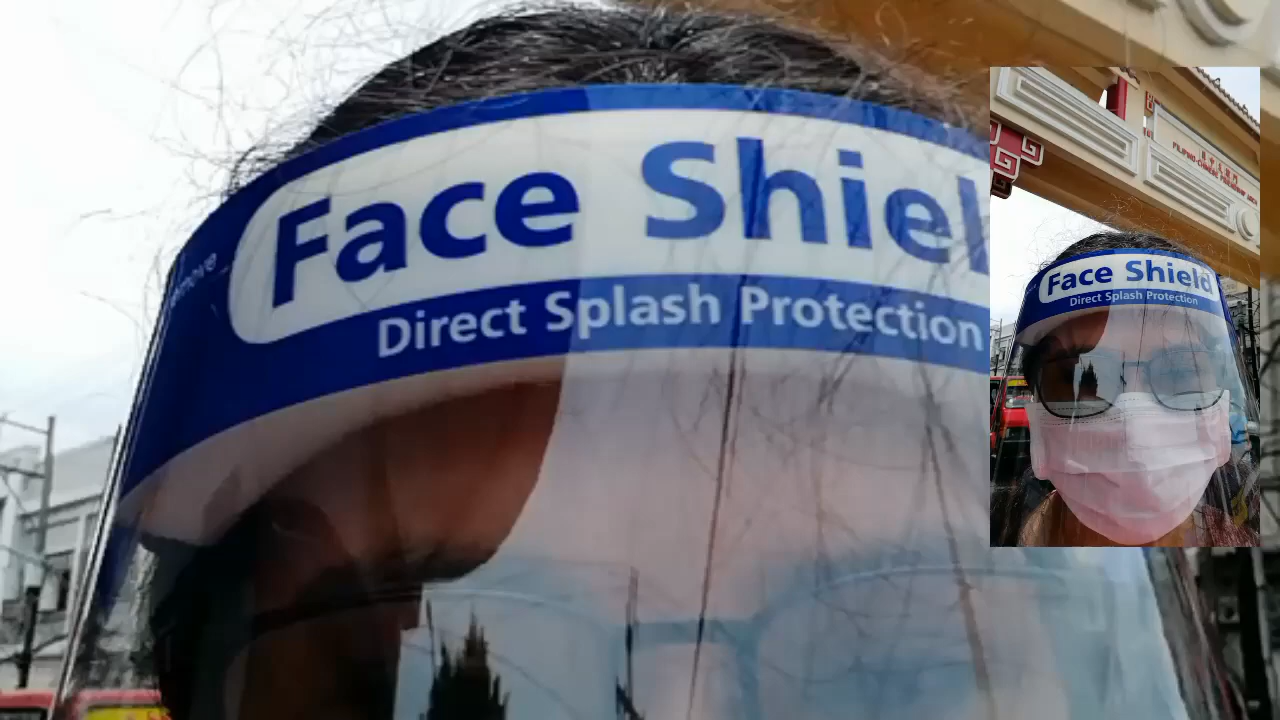 Face Shiel
Direct Splash Protection
Face Shield
Direct Splash Protection